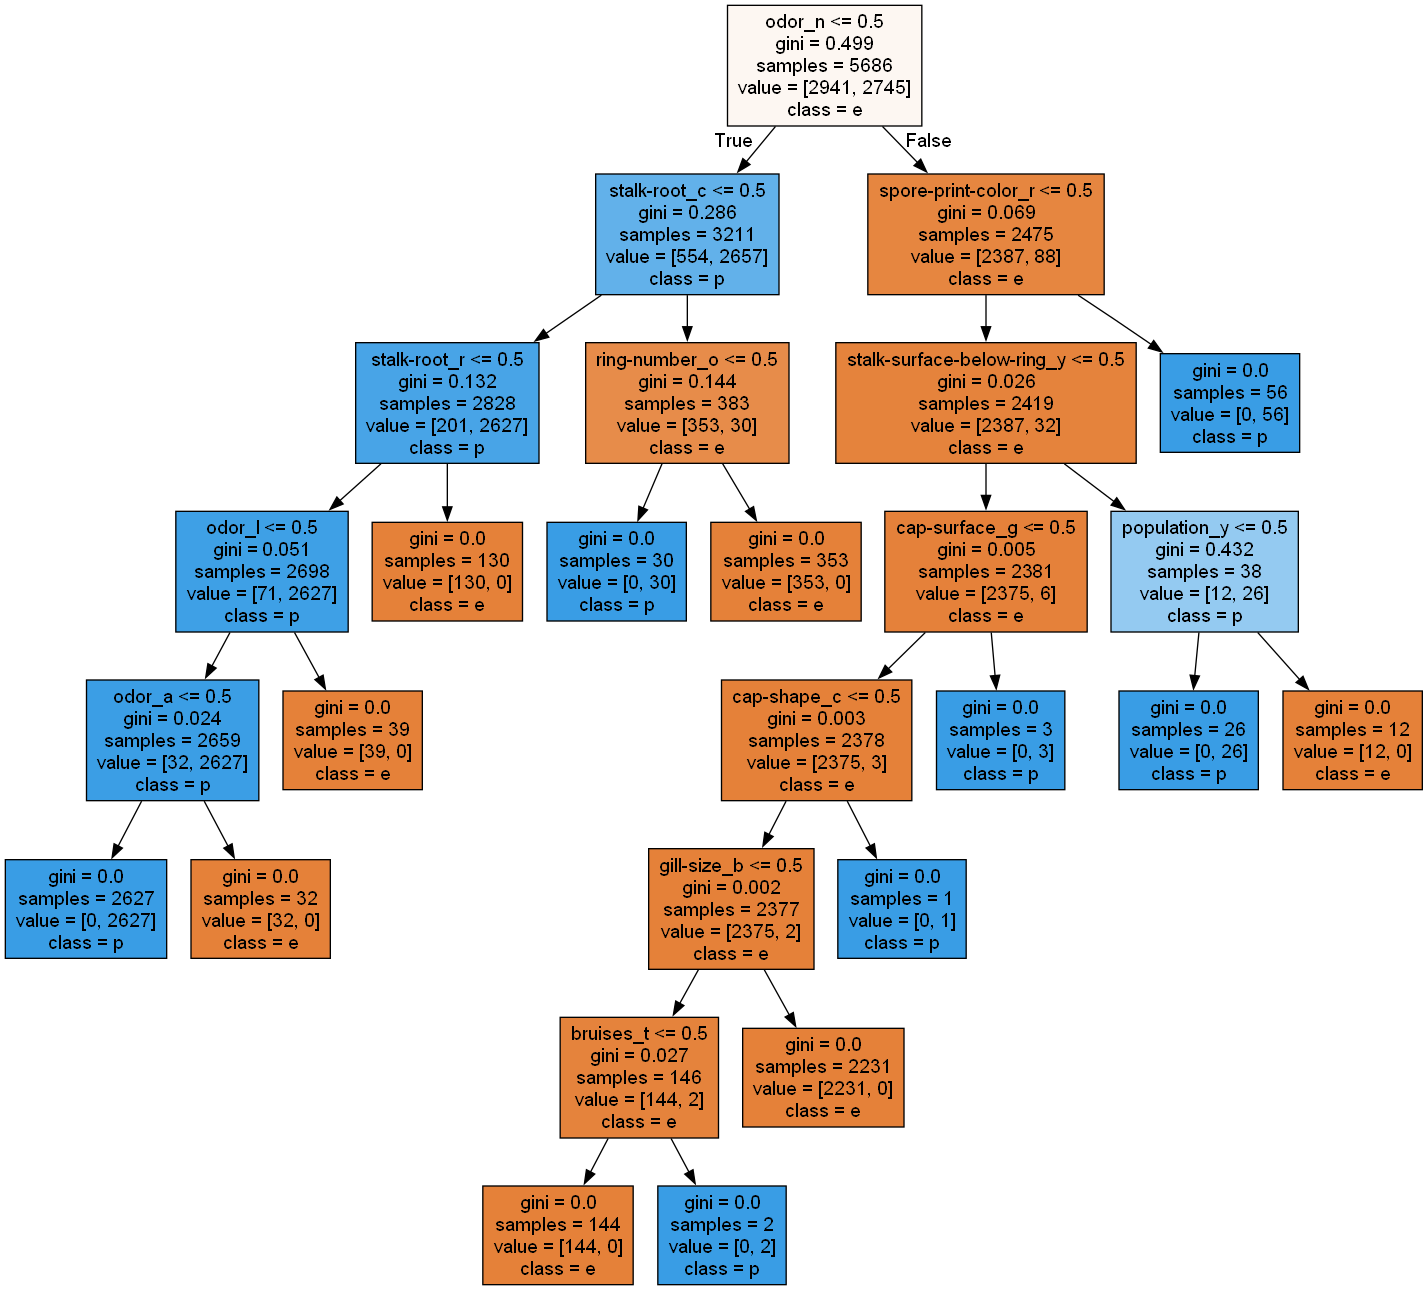 odor_n <= 0.5
gini = 0.499
samples = 5686
value = [2941, 2745]
class = e
True
False
stalk-root_c <= 0.5
gini = 0.286
samples = 3211
value = [554, 2657]
class = p
spore-print-color_r <= 0.5
gini = 0.069
samples = 2475
value = [2387, 88]
class = e
stalk-root_r <= 0.5
gini = 0.132
samples = 2828
value = [201, 2627]
class = p
ring-number_o <= 0.5
gini = 0.144
samples = 383
value = [353, 30]
class = e
stalk-surface-below-ring_y <= 0.5
gini = 0.026
samples = 2419
value = [2387, 32]
class = e
gini = 0.0
samples = 56
value = [0, 56]
class = p
odor_l <= 0.5
gini = 0.051
samples = 2698
value = [71, 2627]
class = p
gini = 0.0
samples = 130
value = [130, 0]
class = e
gini = 0.0
samples = 30
value = [0, 30]
class = p
gini = 0.0
samples = 353
value = [353, 0]
class = e
cap-surface_g <= 0.5
gini = 0.005
samples = 2381
value = [2375, 6]
class = e
population_y <= 0.5
gini = 0.432
samples = 38
value = [12, 26]
class = p
odor_a <= 0.5
gini = 0.024
samples = 2659
value = [32, 2627]
class = p
gini = 0.0
samples = 39
value = [39, 0]
class = e
cap-shape_c <= 0.5
gini = 0.003
samples = 2378
value = [2375, 3]
class = e
gini = 0.0
samples = 3
value = [0, 3]
class = p
gini = 0.0
samples = 26
value = [0, 26]
class = p
gini = 0.0
samples = 12
value = [12, 0]
class = e
gini = 0.0
samples = 2627
value = [0, 2627]
class = p
gini = 0.0
samples = 32
value = [32, 0]
class = e
gill-size_b <= 0.5
gini = 0.002
samples = 2377
value = [2375, 2]
class = e
gini = 0.0
samples = 1
value = [0, 1]
class = p
bruises_t <= 0.5
gini = 0.027
samples = 146
value = [144, 2]
class = e
gini = 0.0
samples = 2231
value = [2231, 0]
class = e
gini = 0.0
samples = 144
value = [144, 0]
class = e
gini = 0.0
samples = 2
value = [0, 2]
class = p